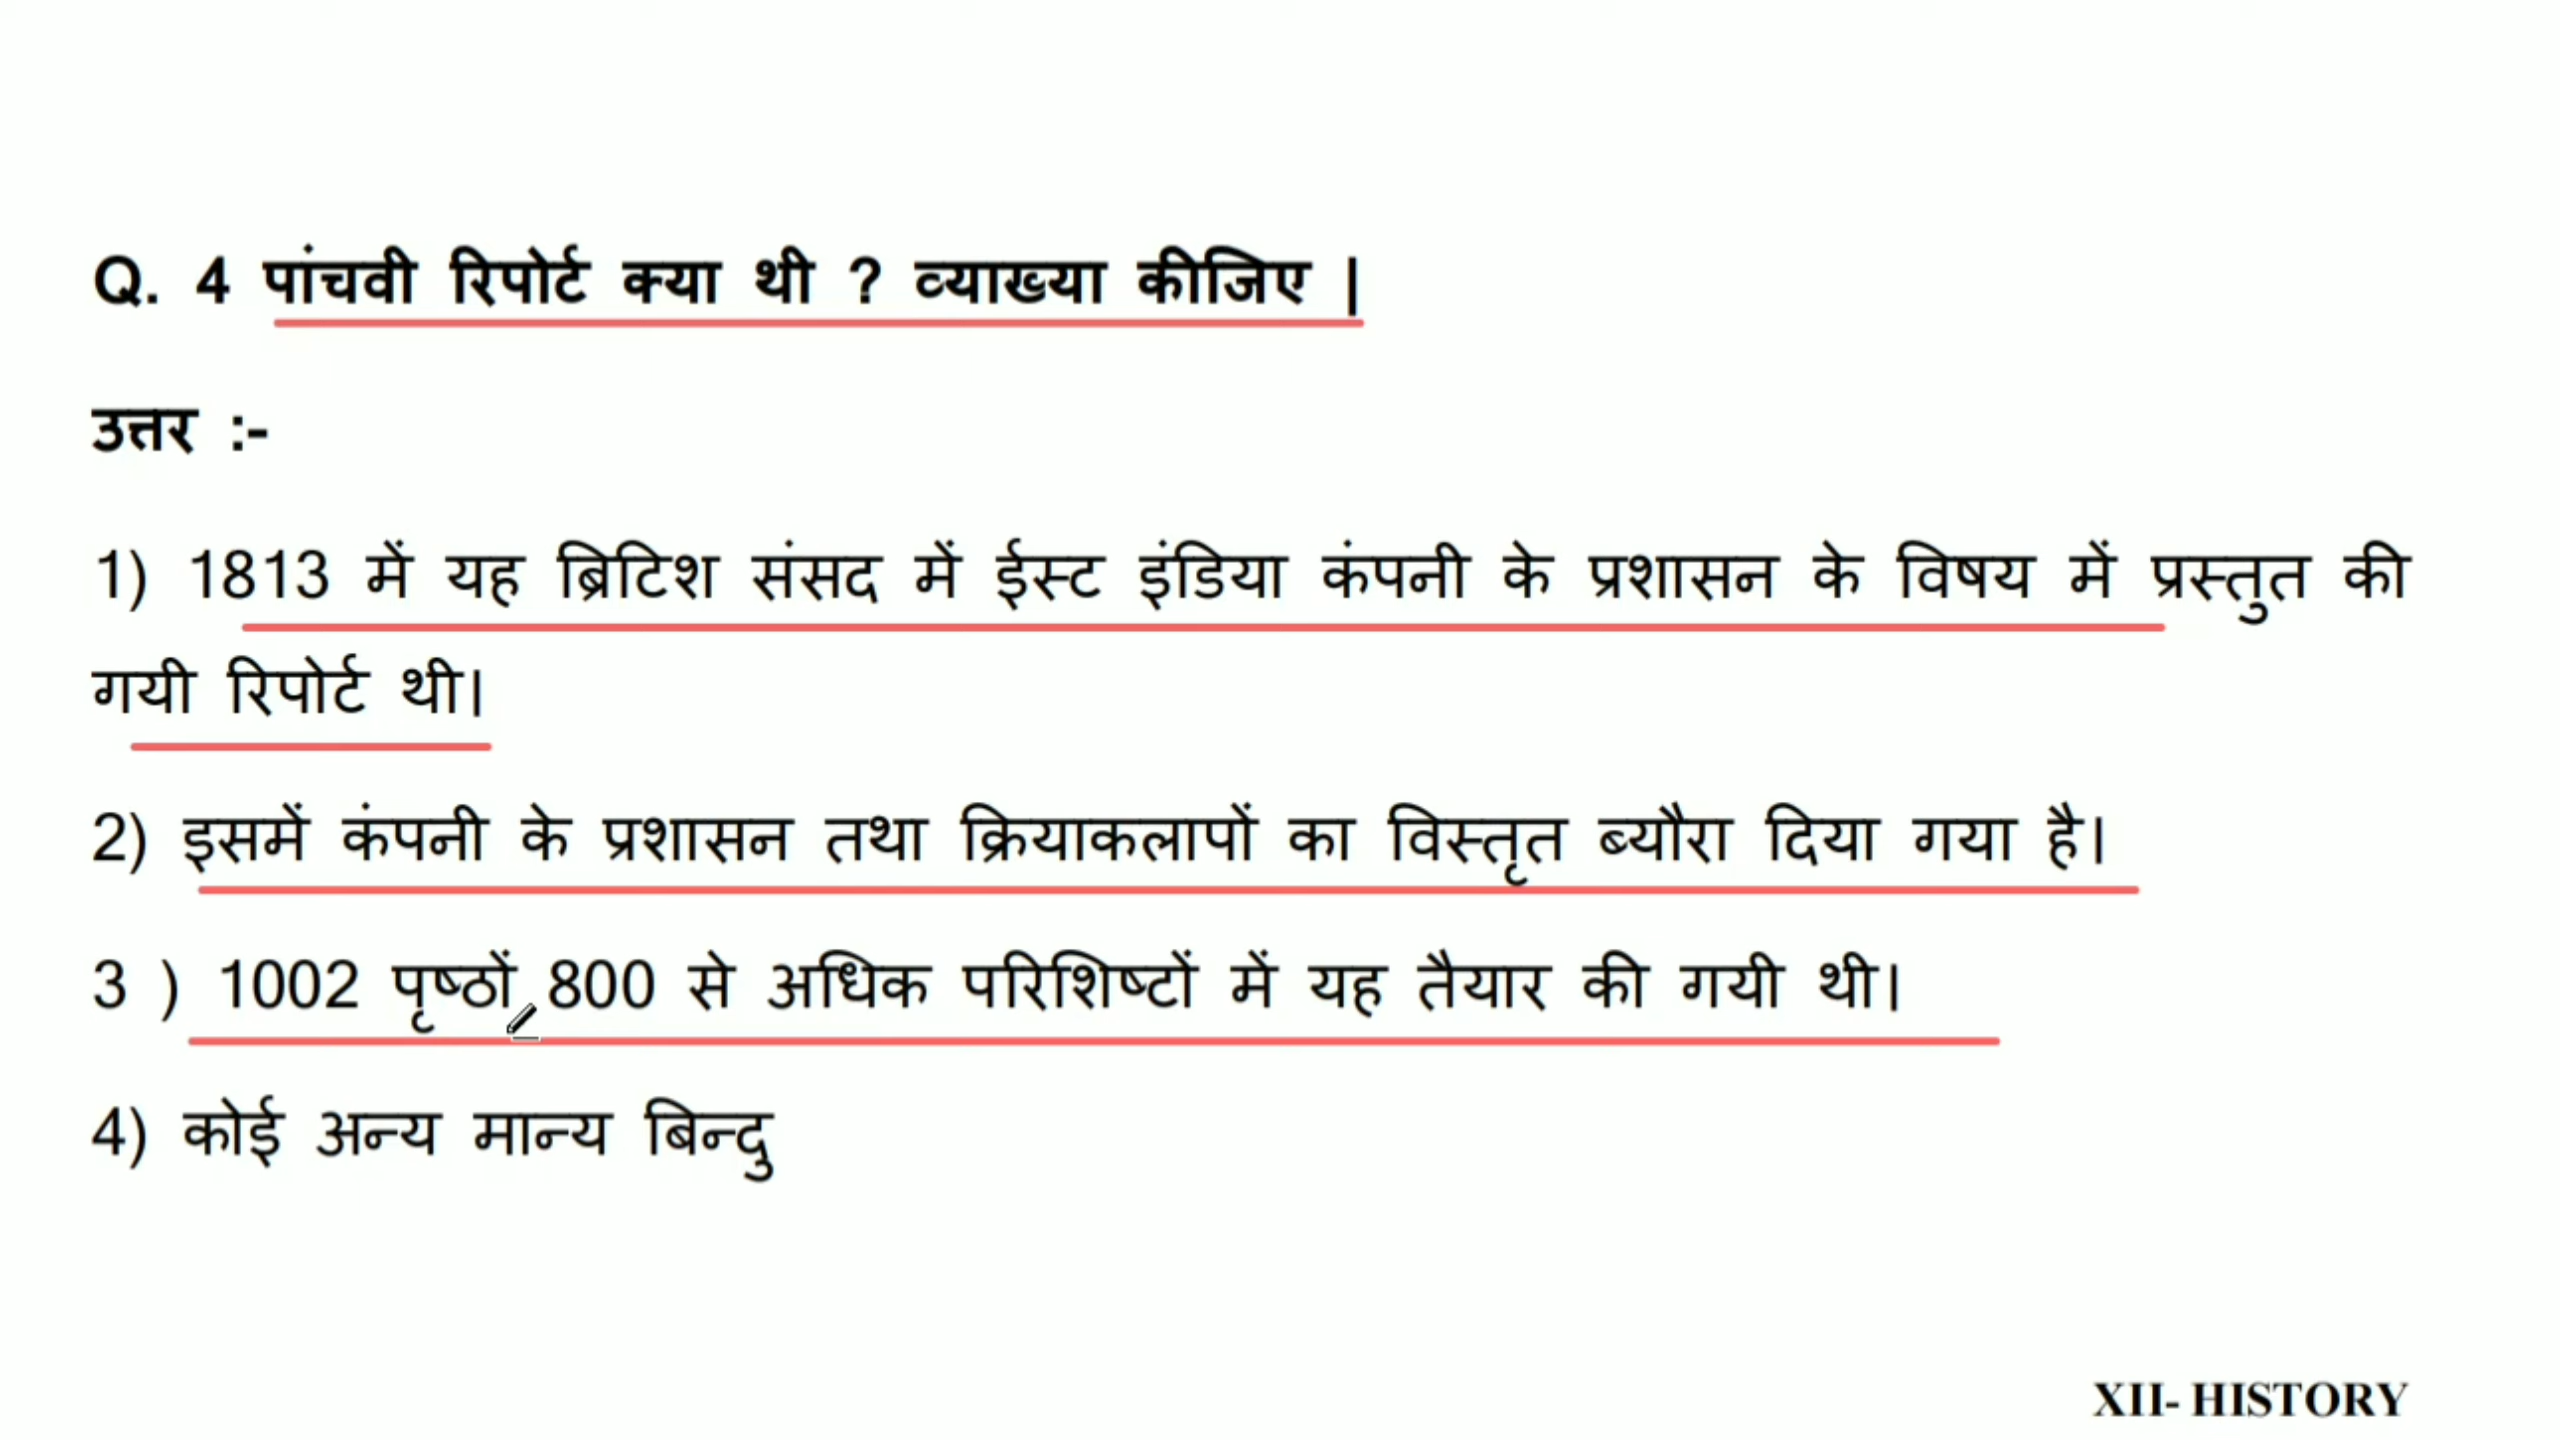 Q. 4 पांचवी रिपोर्ट क्या थी ? व्याख्या कीजिए |
उत्तर :-
1) 1813 में यह ब्रिटिश संसद में ईस्ट इंडिया कंपनी के प्रशासन के विषय में प्रस्तुत की
गयी रिपोर्ट थी।
2) इसमें कंपनी के प्रशासन तथा क्रियाकलापों का विस्तृत ब्यौरा दिया गया है।
3 ) 1002 पृष्ठों 800 से अधिक परिशिष्टों में यह तैयार की गयी थी।
4) कोई अन्य मान्य बिन्दु
XII- HISTORY